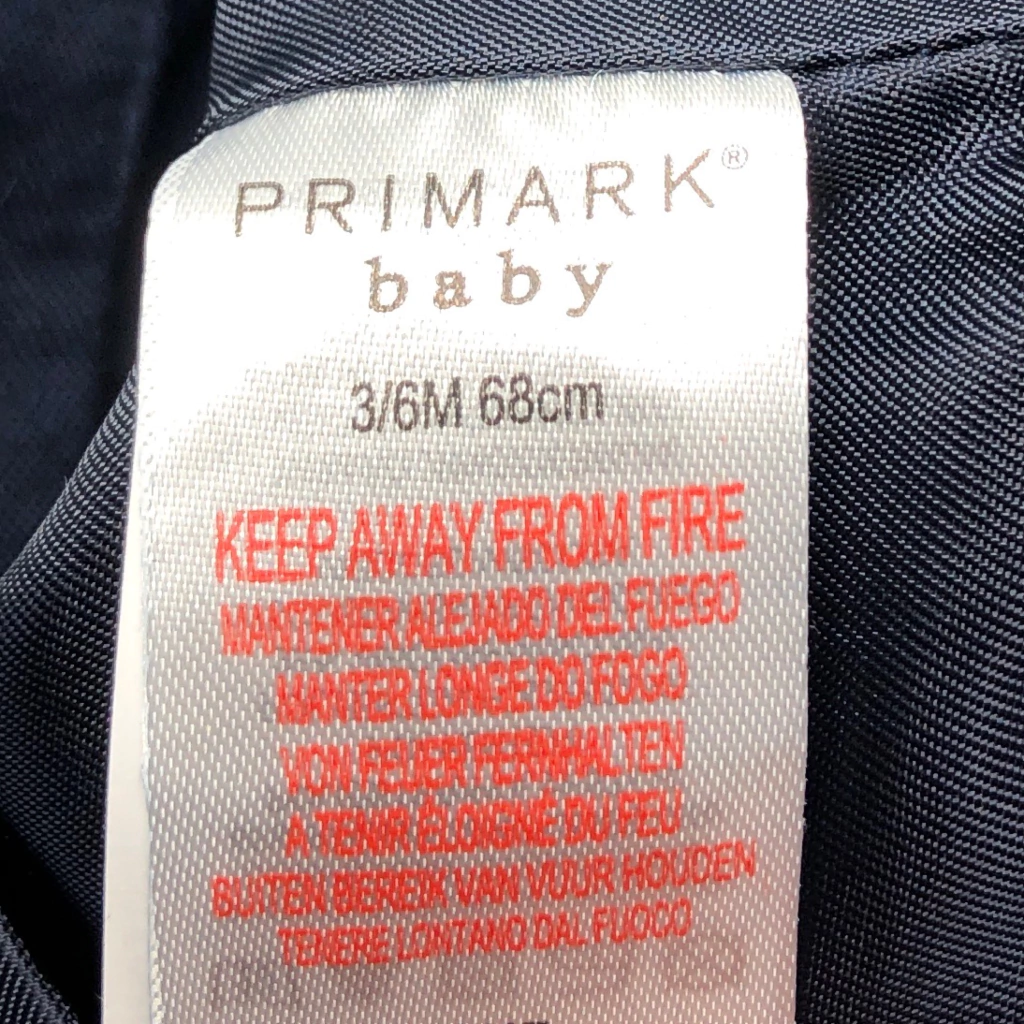 PRIMARK®
baby
3/6M 68cm
KEEP AWAY FROM FIRE
MANTENER ALEJADO DEL FUEGO
MANTER LONGE DO FOGO
VON FEUER FERNHALTEN
A TENIR ÉLOIGNÉ DU FEU
BUITEN BEREIK VAN VUUR HOUDEN
TENERE LONTANO DAL FUOCO